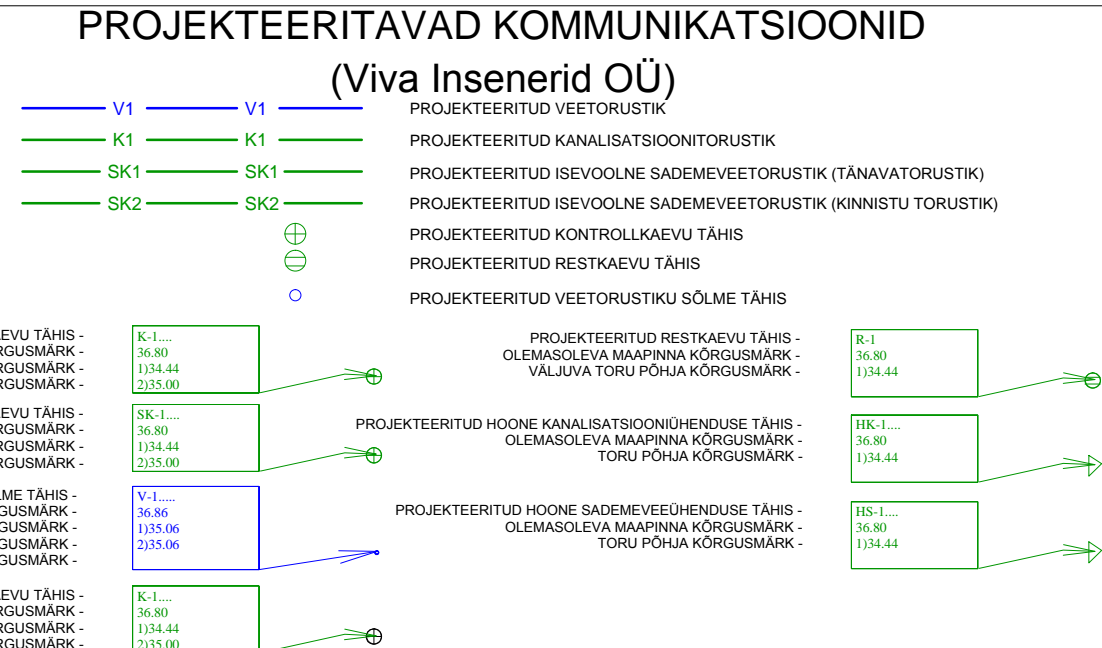 PROJEKTEERITAVAD KOMMUNIKATSIOONID
(Viva Insenerid OÜ)
V1 V1 PROJEKTEERITUD VEETORUSTIK
K1 K1 PROJEKTEERITUD KANALISATSIOONITORUSTIK
SK1 SK1 PROJEKTEERITUD ISEVOOLNE SADEMEVEETORUSTIK (TÄNAVATORUSTIK)
SK2 SK2 PROJEKTEERITUD ISEVOOLNE SADEMEVEETORUSTIK (KINNISTU TORUSTIK)
PROJEKTEERITUD KONTROLLKAEVU TÄHIS
PROJEKTEERITUD RESTKAEVU TÄHIS
PROJEKTEERITUD VEETORUSTIKU SÕLME TÄHIS
TÄHIS -
K-1....
36.80
1)34.44
2)35.00
PROJEKTEERITUD RESTKAEVU TÄHIS -
OLEMASOLEVA MAAPINNA KÕRGUSMÄRK -
VÄLJUVA TORU PÕHJA KÕRGUSMÄRK -
R-1
36.80
1)34.44
TÄHIS -
SK-1....
36.80
1)34.44
2)35.00
PROJEKTEERITUD HOONE KANALISATSIOONIÜHENDUSE TÄHIS -
OLEMASOLEVA MAAPINNA KÕRGUSMÄRK -
TORU PÕHJA KÕRGUSMÄRK -
HK-1....
36.80
1)34.44
TÄHIS -
V-1.....
36.86
1)35.06
2)35.06
PROJEKTEERITUD HOONE SADEMEVEEÜHENDUSE TÄHIS -
OLEMASOLEVA MAAPINNA KÕRGUSMÄRK -
TORU PÕHJA KÕRGUSMÄRK -
HS-1....
36.80
1)34.44
TÄHIS -
K-1....
36.80
1)34.44
2)35.00